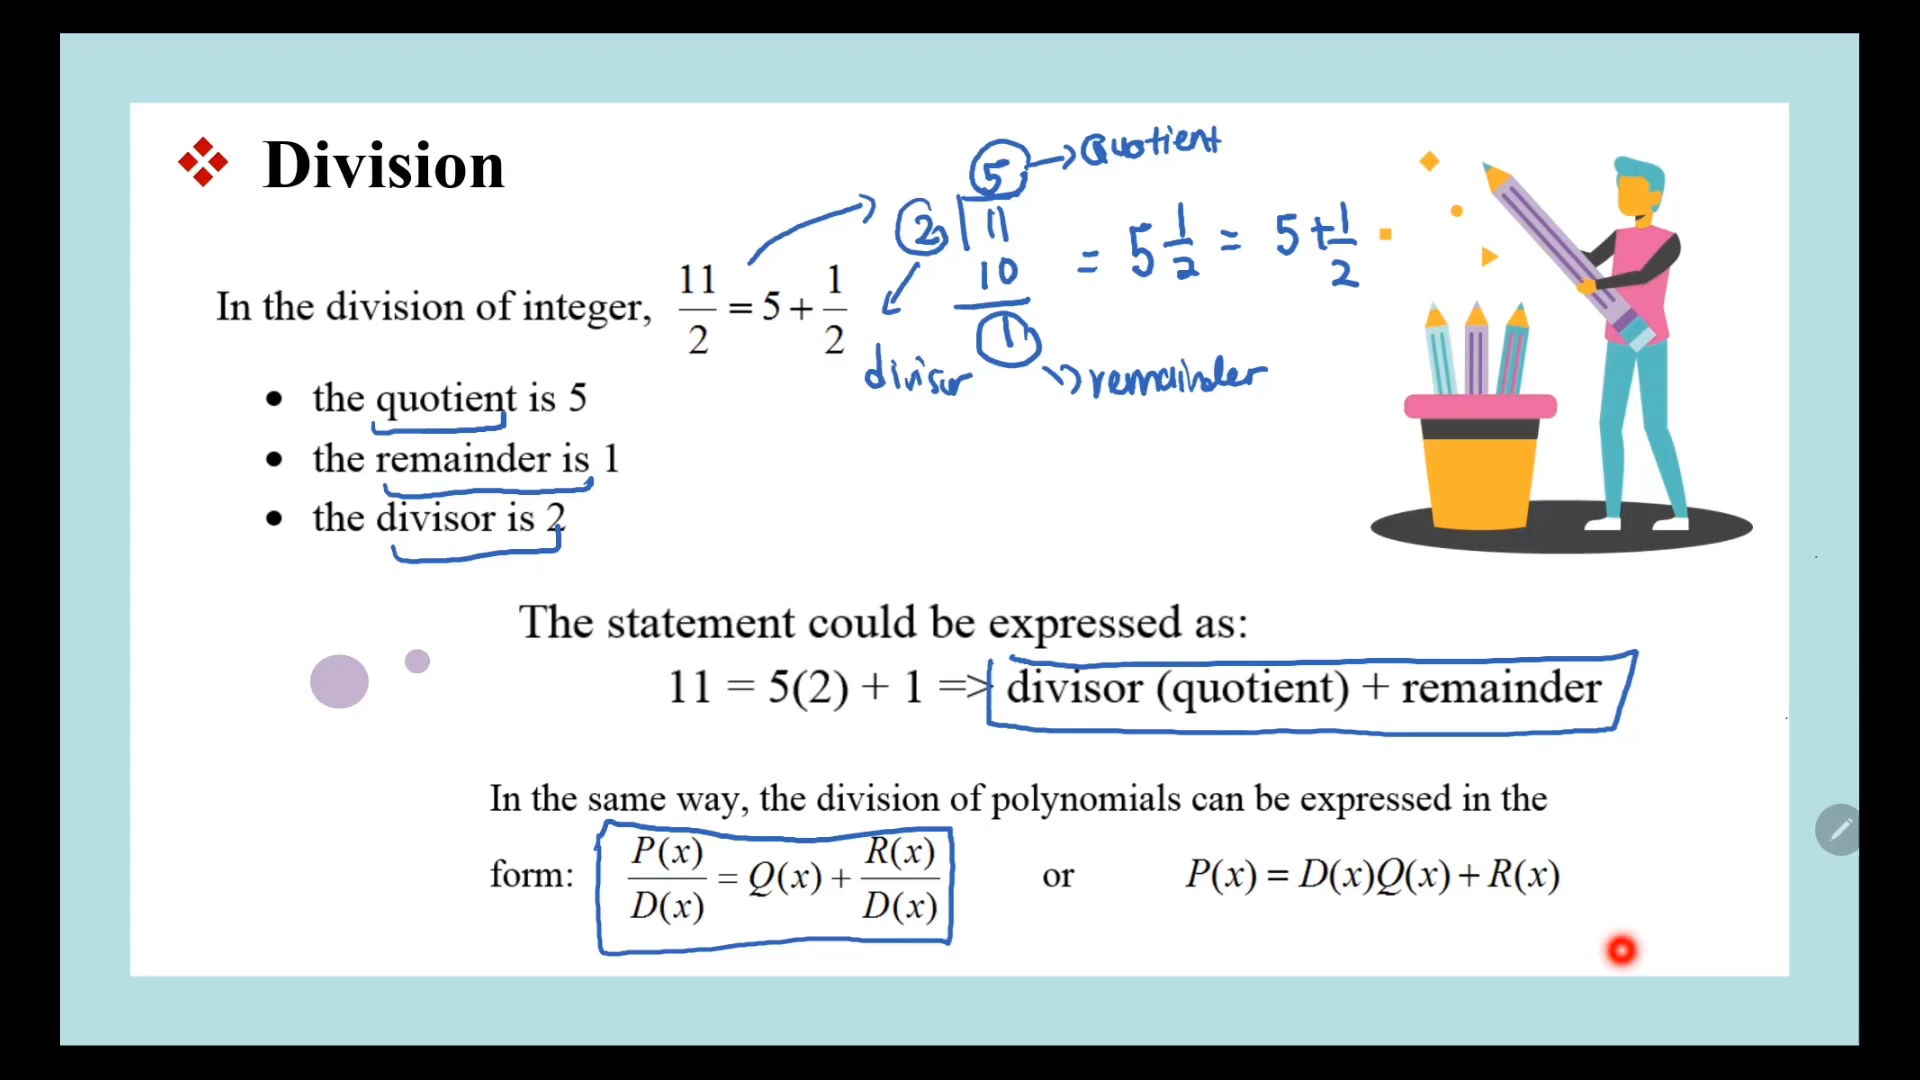 Division
5 → Quotient
2 11
10
1
= 5 1/2 = 5 + 1/2
divisor
remainder
In the division of integer, 11/2 = 5 + 1/2
• the quotient is 5
• the remainder is 1
• the divisor is 2
The statement could be expressed as:
11 = 5(2) + 1 => divisor (quotient) + remainder
In the same way, the division of polynomials can be expressed in the
form: P(x)/D(x) = Q(x) + R(x)/D(x) or P(x) = D(x)Q(x) + R(x)